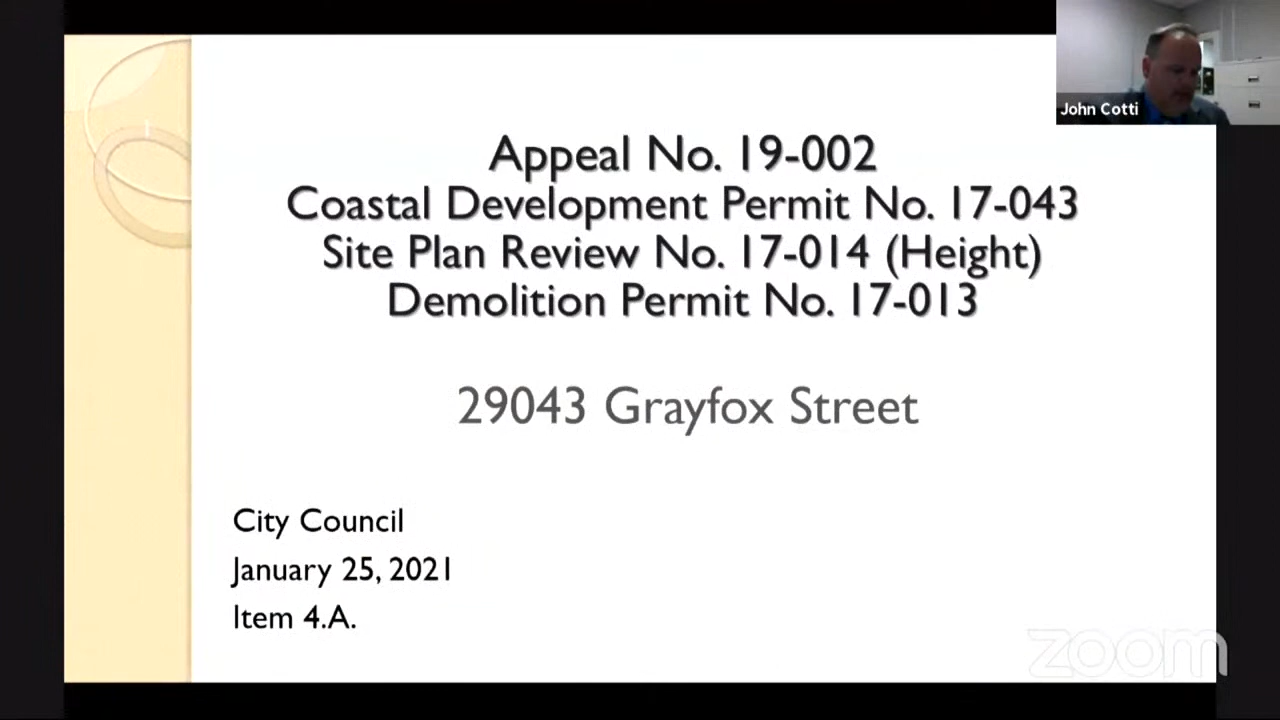 John Cotti
Appeal No. 19-002
Coastal Development Permit No. 17-043
Site Plan Review No. 17-014 (Height)
Demolition Permit No. 17-013
29043 Grayfox Street
City Council
January 25, 2021
Item 4.A.
zoom